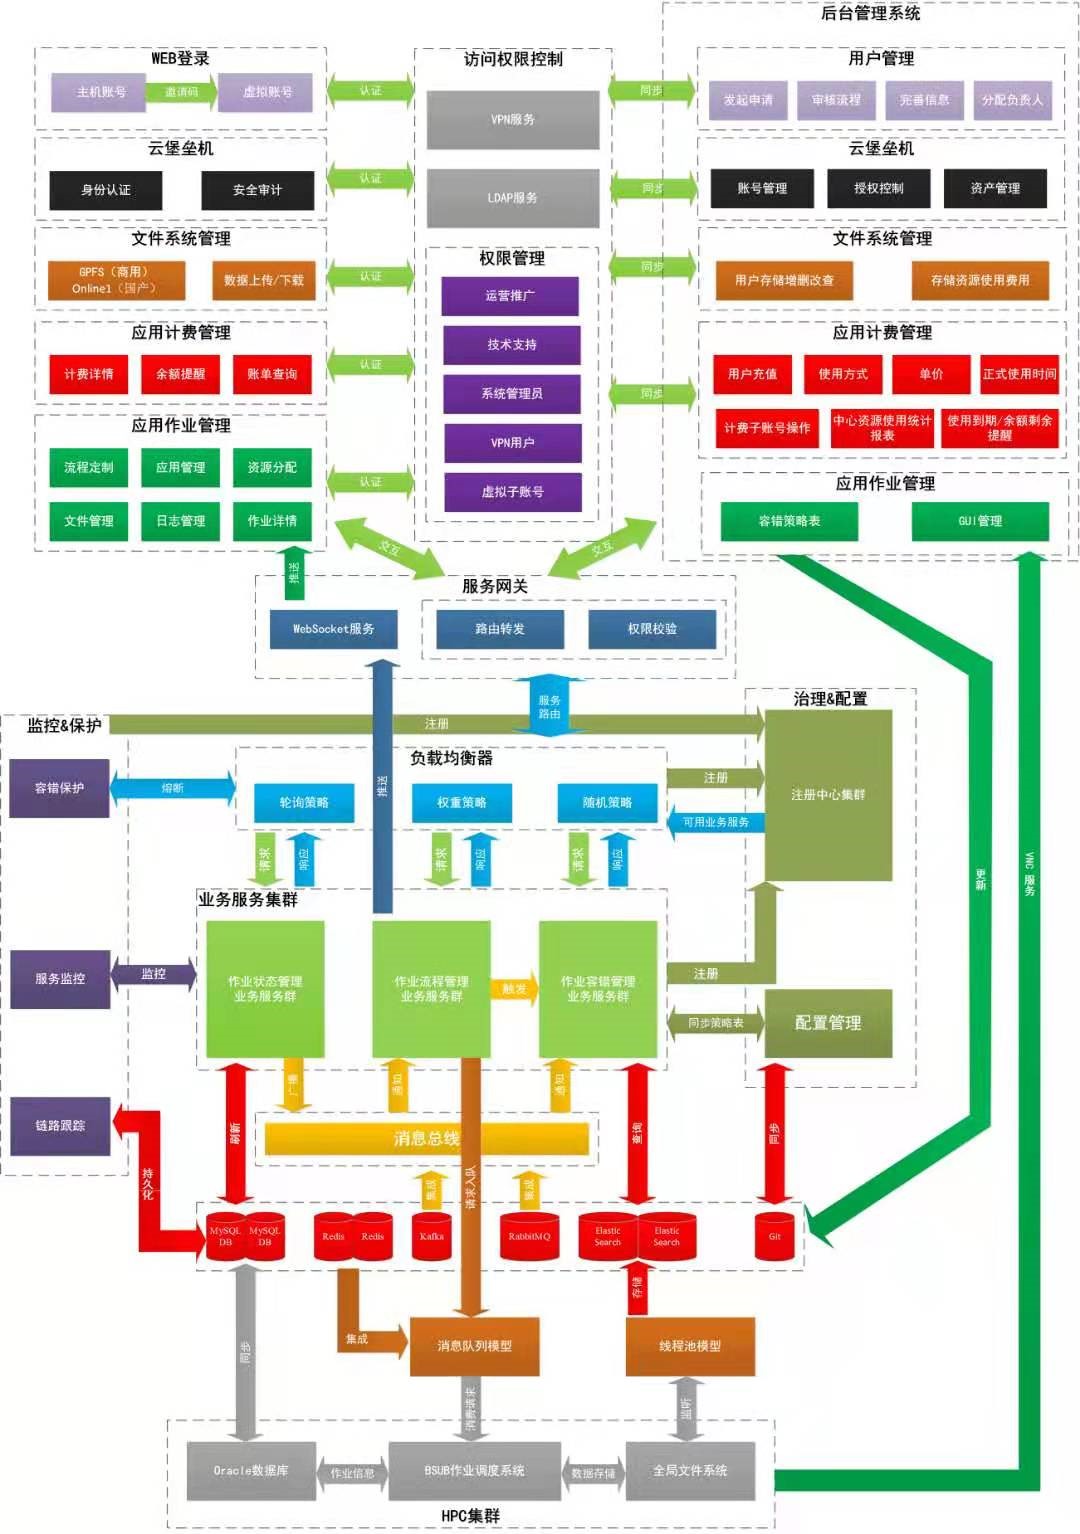 后台管理系统
WEB登录
主机账号
邀请码
虚拟账号
认证
访问权限控制
VPN服务
LDAP服务
同步
用户管理
发起申请
审核流程
完善信息
分配负责人
云堡垒机
身份认证
安全审计
认证
同步
云堡垒机
账号管理
授权控制
资产管理
文件系统管理
GPFS（商用）
Online1（国产）
数据上传/下载
认证
权限管理
运营推广
技术支持
系统管理员
VPN用户
虚拟子账号
同步
文件系统管理
用户存储增删改查
存储资源使用费用
应用计费管理
计费详情
余额提醒
账单查询
认证
同步
应用计费管理
用户充值
使用方式
单价
正式使用时间
计费子账号操作
中心资源使用统计
报表
使用到期/余额剩余
提醒
应用作业管理
流程定制
应用管理
资源分配
文件管理
日志管理
作业详情
认证
应用作业管理
容错策略表
GUI管理
交互
交互
推送
服务网关
WebSocket服务
路由转发
权限校验
服务
路由
监控&保护
注册
治理&配置
容错保护
熔断
负载均衡器
轮询策略
权重策略
随机策略
推送
注册
可用业务服务
注册中心集群
请求
响应
请求
响应
请求
响应
更新
VNC 服务
业务服务集群
作业状态管理
业务服务群
作业流程管理
业务服务群
触发
作业容错管理
业务服务群
服务监控
监控
注册
同步策略表
配置管理
链路跟踪
持久化
刷新
广播
通知
通知
查询
同步
消息总线
请求入队
集成
集成
MySQL
DB
MySQL
DB
Redis
Redis
Kafka
RabbitMQ
Elastic
Search
Elastic
Search
Git
同步
集成
消息队列模型
存储
线程池模型
消费请求
监听
Oracle数据库
作业信息
BSUB作业调度系统
数据存储
全局文件系统
HPC集群